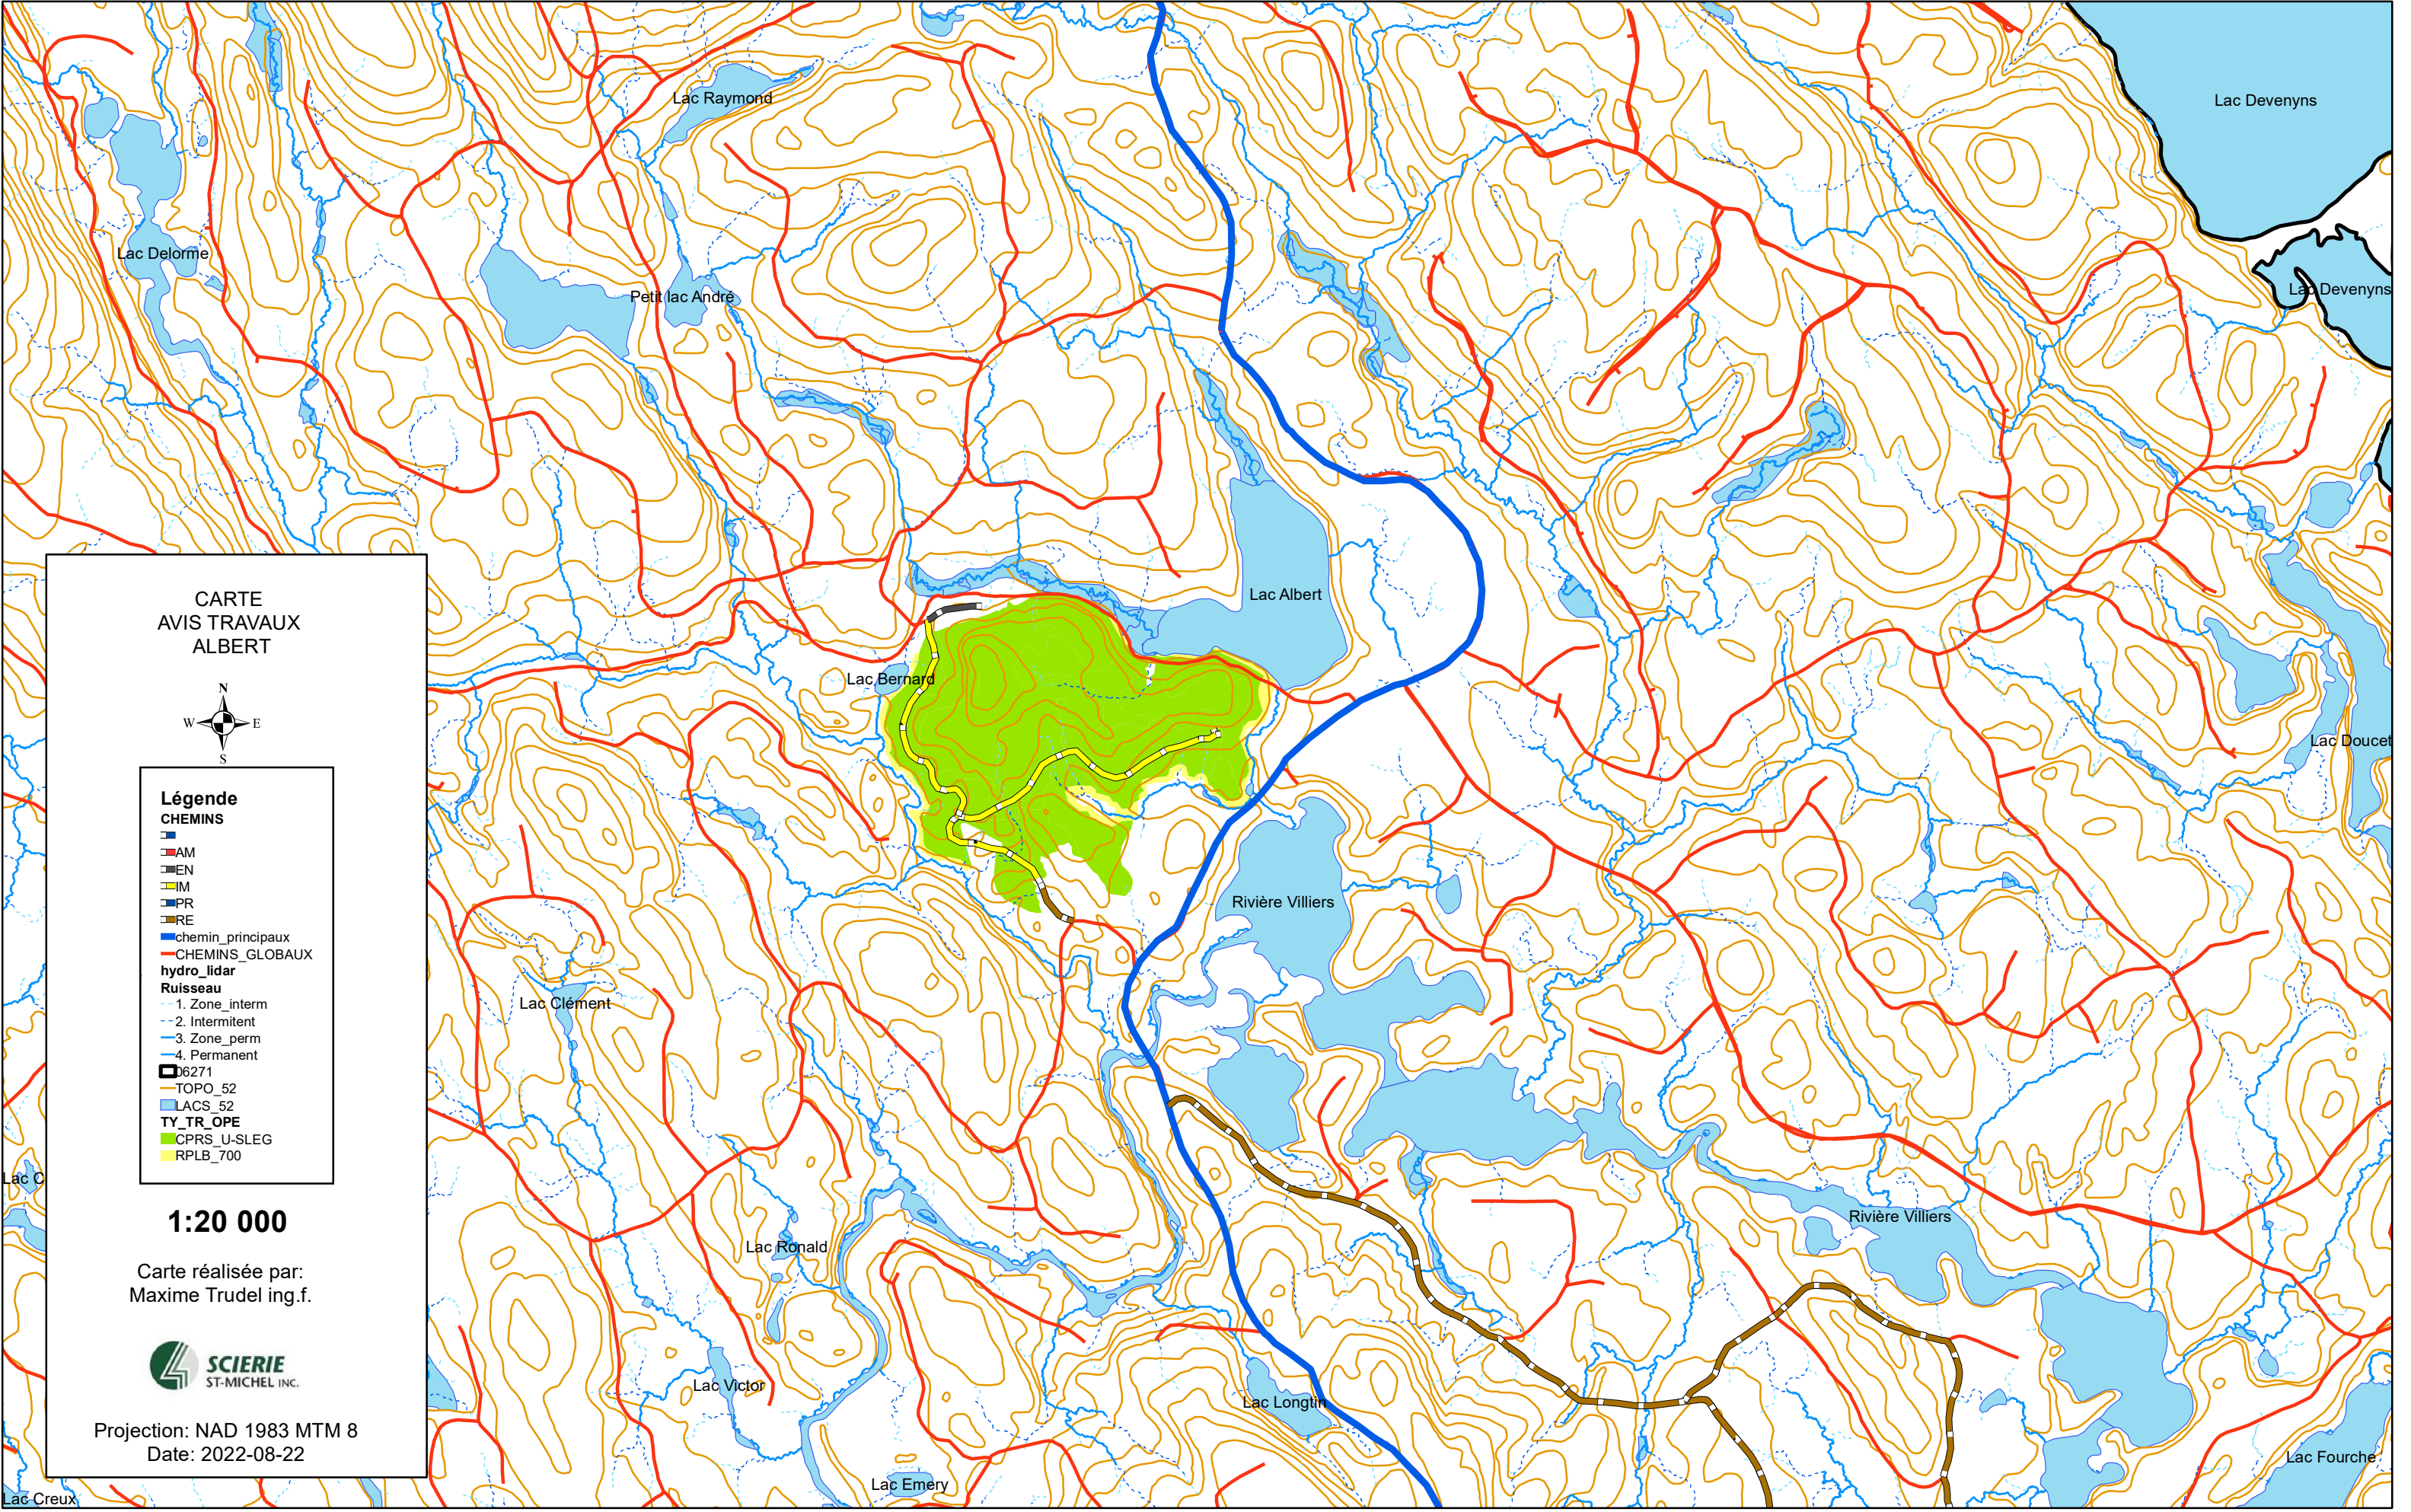 Lac Devenyns
Lac Raymond
Lac Delorme
Petit lac André
Lac Devenyns
Lac Albert
Lac Bernard
Lac Doucet
Rivière Villiers
Lac Clément
Lac C
Rivière Villiers
Lac Ronald
Lac Victor
Lac Longtin
Lac Fourche
Lac Emery
Lac Creux
CARTE
AVIS TRAVAUX
ALBERT
N
W E
S
Légende
CHEMINS
AM
EN
IM
PR
RE
chemin_principaux
CHEMINS_GLOBAUX
hydro_lidar
Ruisseau
1. Zone_interm
2. Intermitent
3. Zone_perm
4. Permanent
06271
TOPO_52
LACS_52
TY_TR_OPE
CPRS_U-SLEG
RPLB_700
1:20 000
Carte réalisée par:
Maxime Trudel ing.f.
SCIERIE
ST-MICHEL INC.
Projection: NAD 1983 MTM 8
Date: 2022-08-22